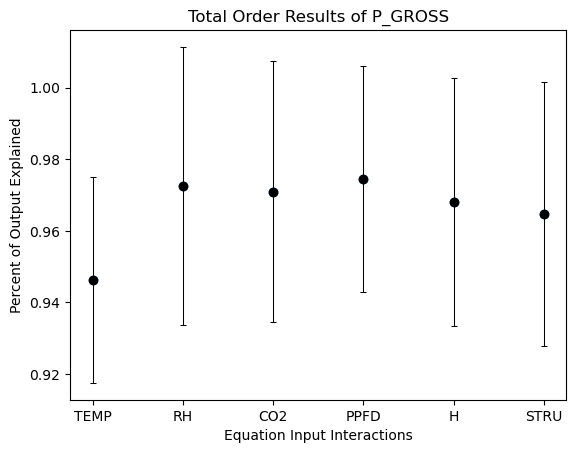 Total Order Results of P_GROSS
Percent of Output Explained
1.00
0.98
0.96
0.94
0.92
TEMP RH CO2 PPFD H STRU
Equation Input Interactions